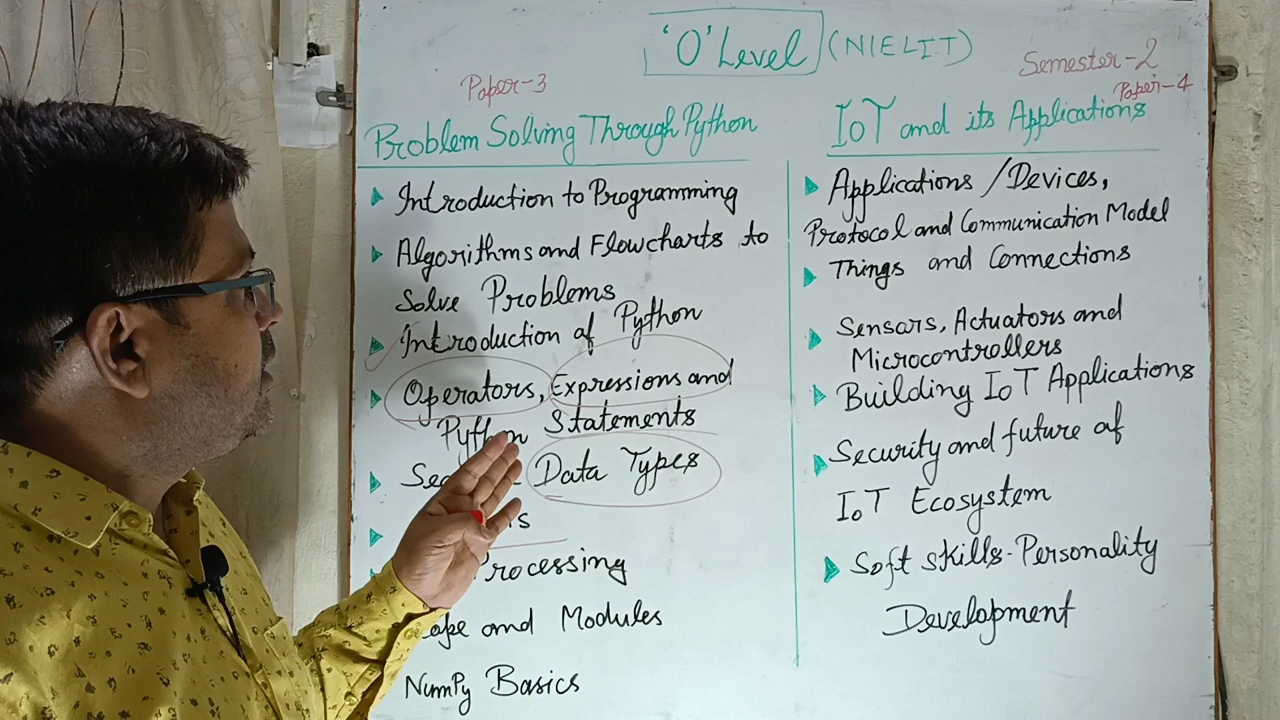 'O' Level (NIELIT)
Semester-2
Paper-3
Problem Solving Through Python
Introduction to Programming
Algorithms and Flowcharts to
Solve Problems
Introduction of Python
Operators, Expressions and
Python Statements
Data Types
Processing
and Modules
NumPy Basics
Paper-4
IoT and its Applications
Applications /Devices,
Protocol and Communication Model
Things and Connections
Sensars, Actuators and
Microcontrollers
Building IoT Applications
Security and future of
IoT Ecosystem
Soft skills-Personality
Development